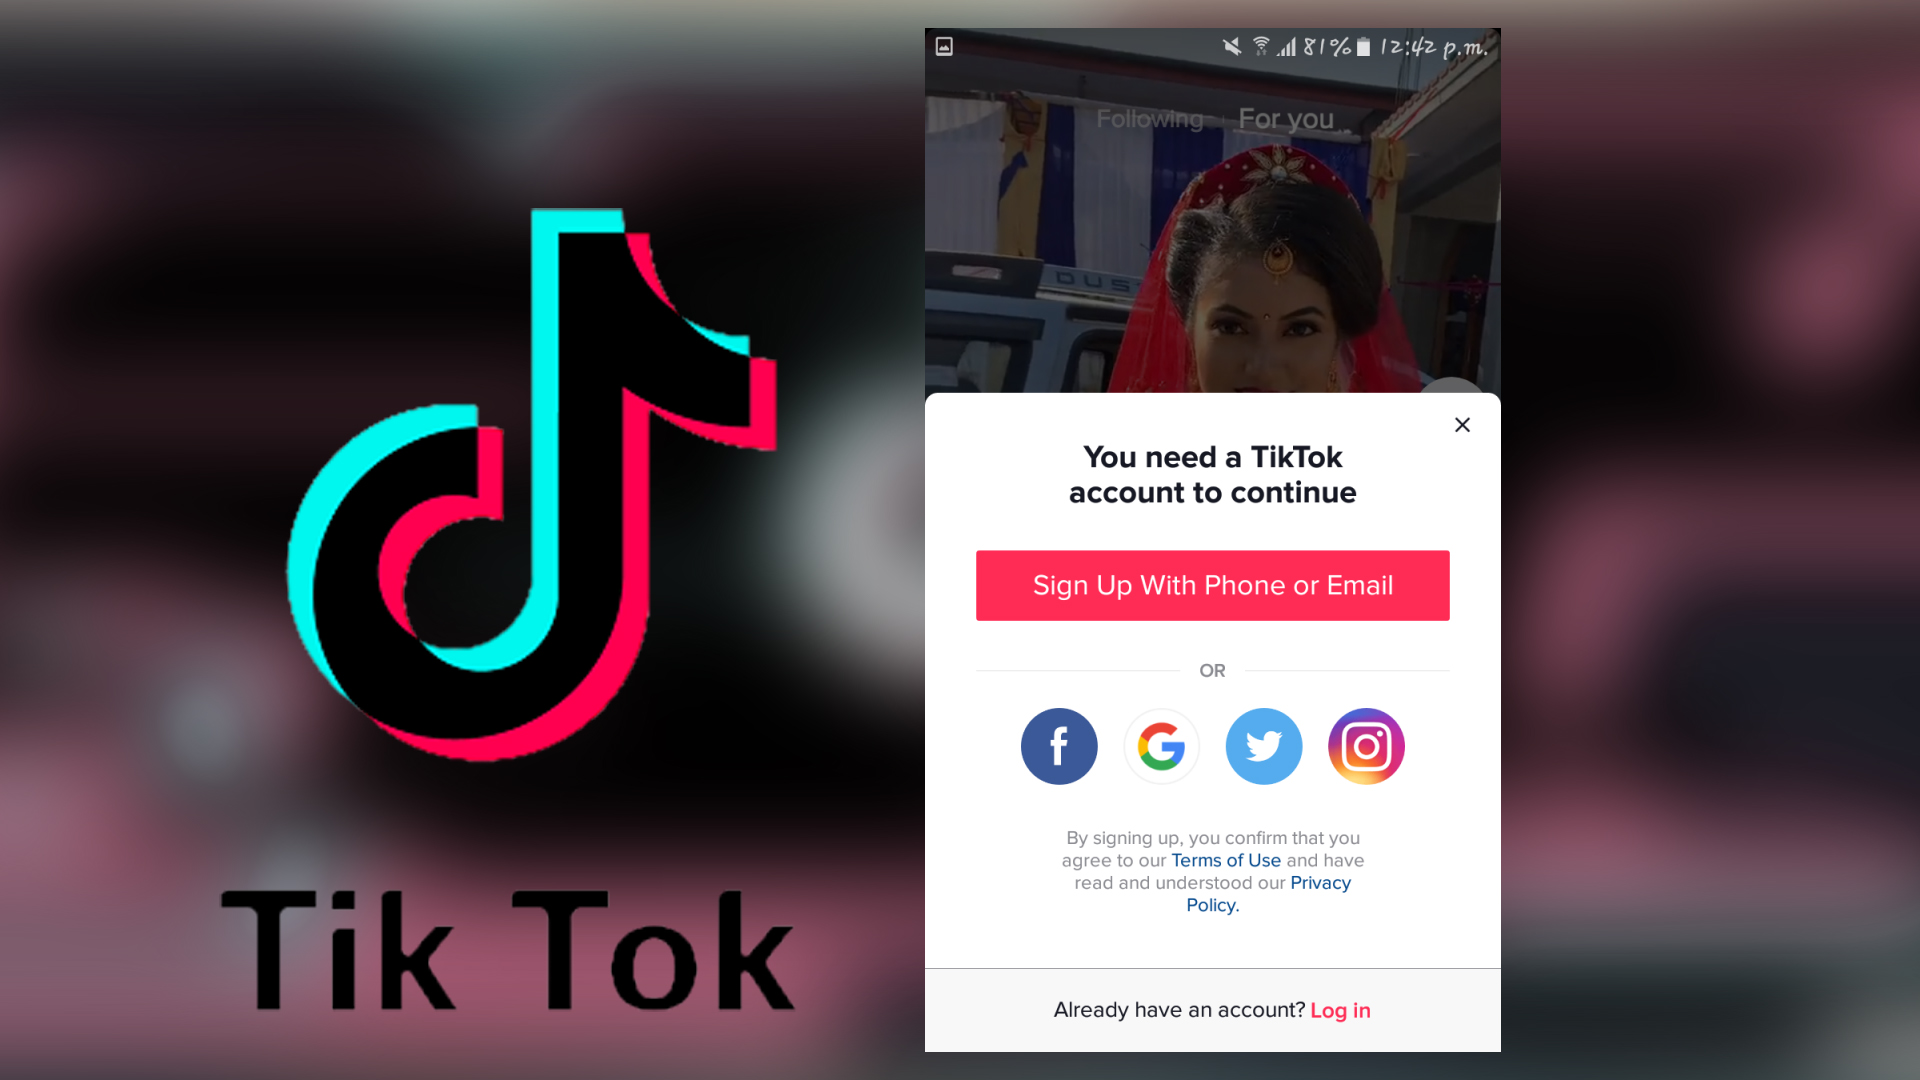 Tik Tok
81% 12:42 p.m.
Following For you
DUS
You need a TikTok
account to continue
Sign Up With Phone or Email
OR
By signing up, you confirm that you
agree to our Terms of Use and have
read and understood our Privacy
Policy.
Already have an account? Log in